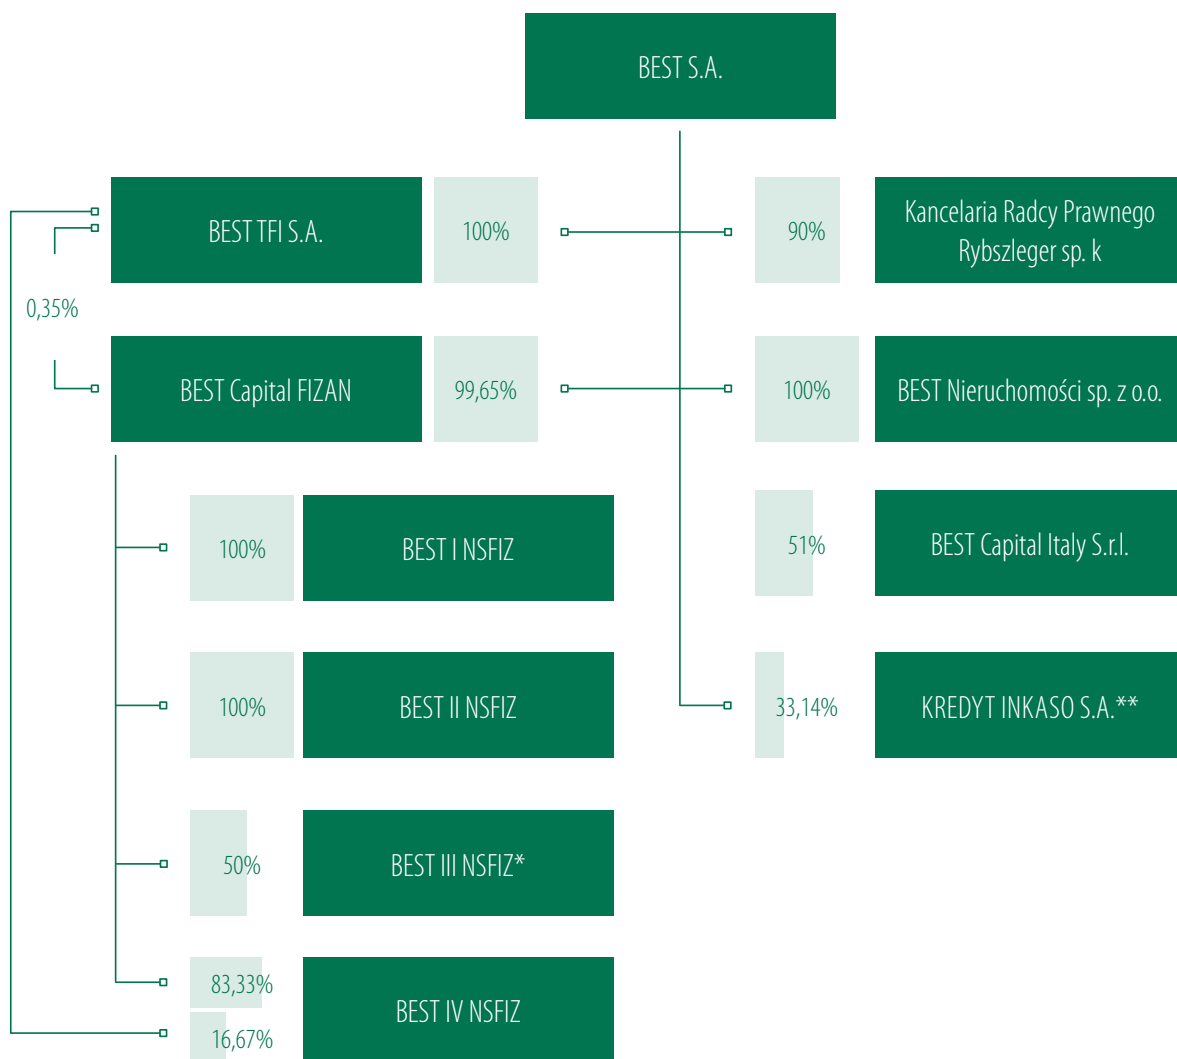 BEST S.A.
BEST TFI S.A.
100%
90%
Kancelaria Radcy Prawnego
Rybszleger sp. k
0,35%
BEST Capital FIZAN
99,65%
100%
BEST Nieruchomości sp. z o.o.
100%
BEST I NSFIZ
51%
BEST Capital Italy S.r.l.
100%
BEST II NSFIZ
33,14%
KREDYT INKASO S.A.**
50%
BEST III NSFIZ*
83,33%
16,67%
BEST IV NSFIZ